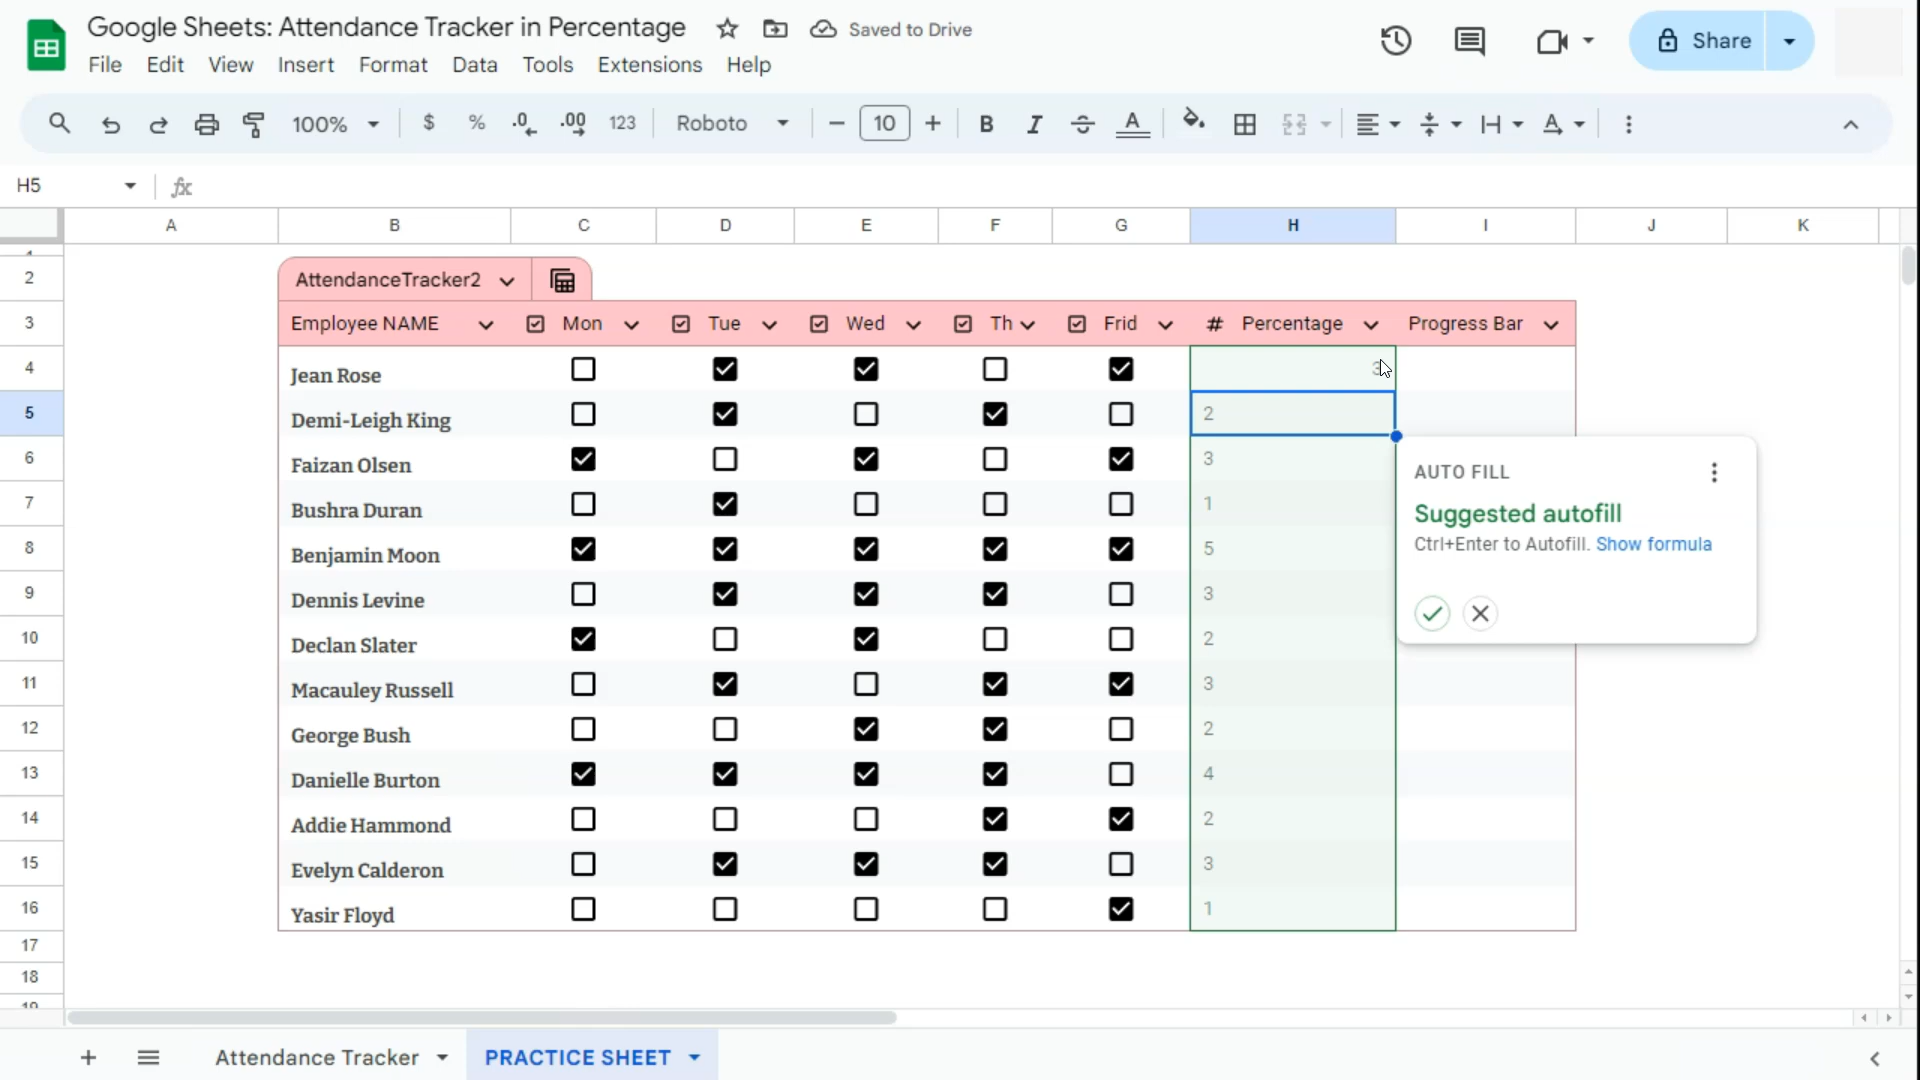 Google Sheets: Attendance Tracker in Percentage Saved to Drive
File Edit View Insert Format Data Tools Extensions Help
Share
100% $ % .0 .00 123 Roboto 10 B I A A
H5 fx
A B C D E F G H I J K
1
2 AttendanceTracker2
3 Employee NAME Mon Tue Wed Th Frid # Percentage Progress Bar
4 Jean Rose
5 Demi-Leigh King 2
6 Faizan Olsen 3
7 Bushra Duran 1
8 Benjamin Moon 5
9 Dennis Levine 3
10 Declan Slater 2
11 Macauley Russell 3
12 George Bush 2
13 Danielle Burton 4
14 Addie Hammond 2
15 Evelyn Calderon 3
16 Yasir Floyd 1
17
18
19
AUTO FILL
Suggested autofill
Ctrl+Enter to Autofill. Show formula
Attendance Tracker PRACTICE SHEET